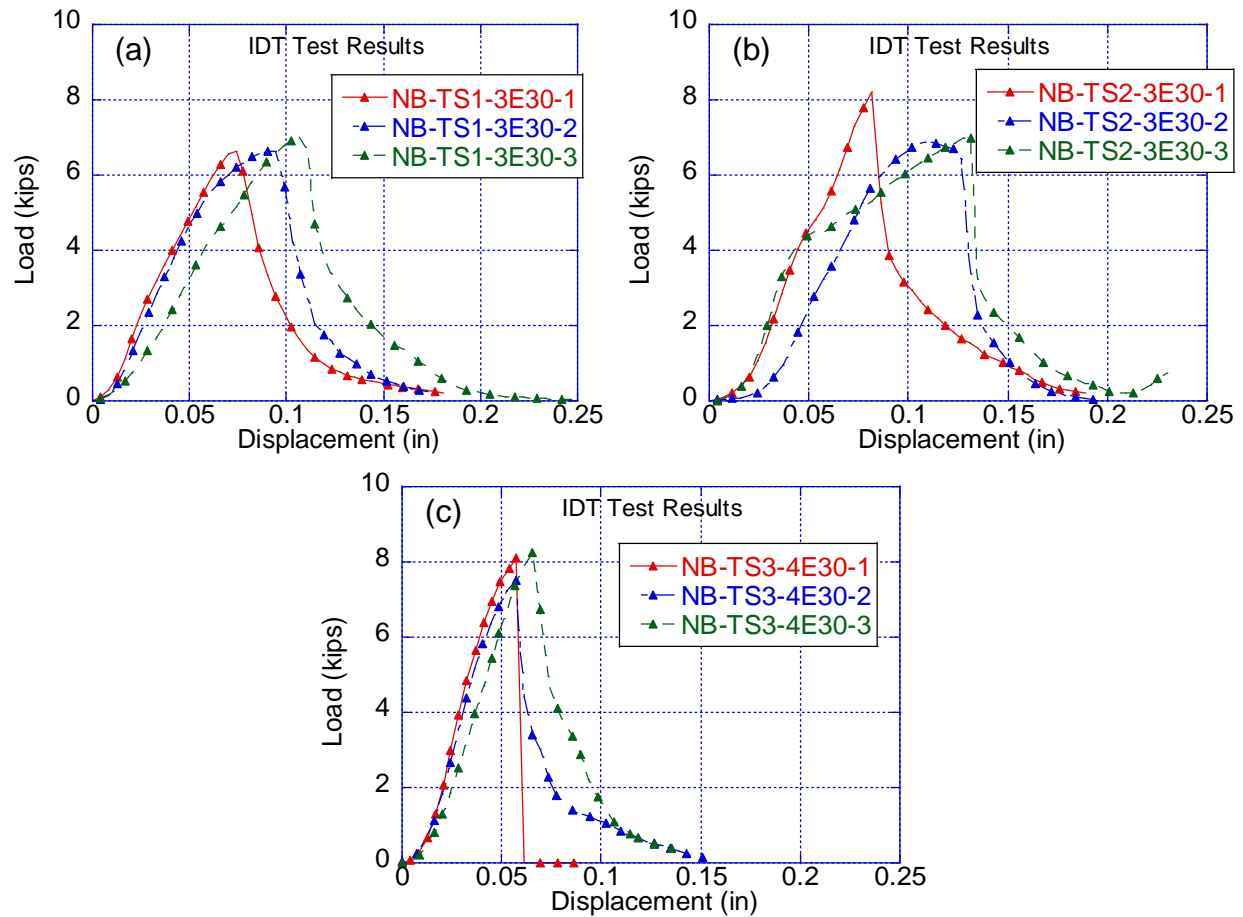 (a)
IDT Test Results
NB-TS1-3E30-1
NB-TS1-3E30-2
NB-TS1-3E30-3
Load (kips)
10
8
6
4
2
0
0
0.05
0.1
0.15
0.2
0.25
Displacement (in)
(b)
IDT Test Results
NB-TS2-3E30-1
NB-TS2-3E30-2
NB-TS2-3E30-3
Load (kips)
10
8
6
4
2
0
0
0.05
0.1
0.15
0.2
0.25
Displacement (in)
(c)
IDT Test Results
NB-TS3-4E30-1
NB-TS3-4E30-2
NB-TS3-4E30-3
Load (kips)
10
8
6
4
2
0
0
0.05
0.1
0.15
0.2
0.25
Displacement (in)